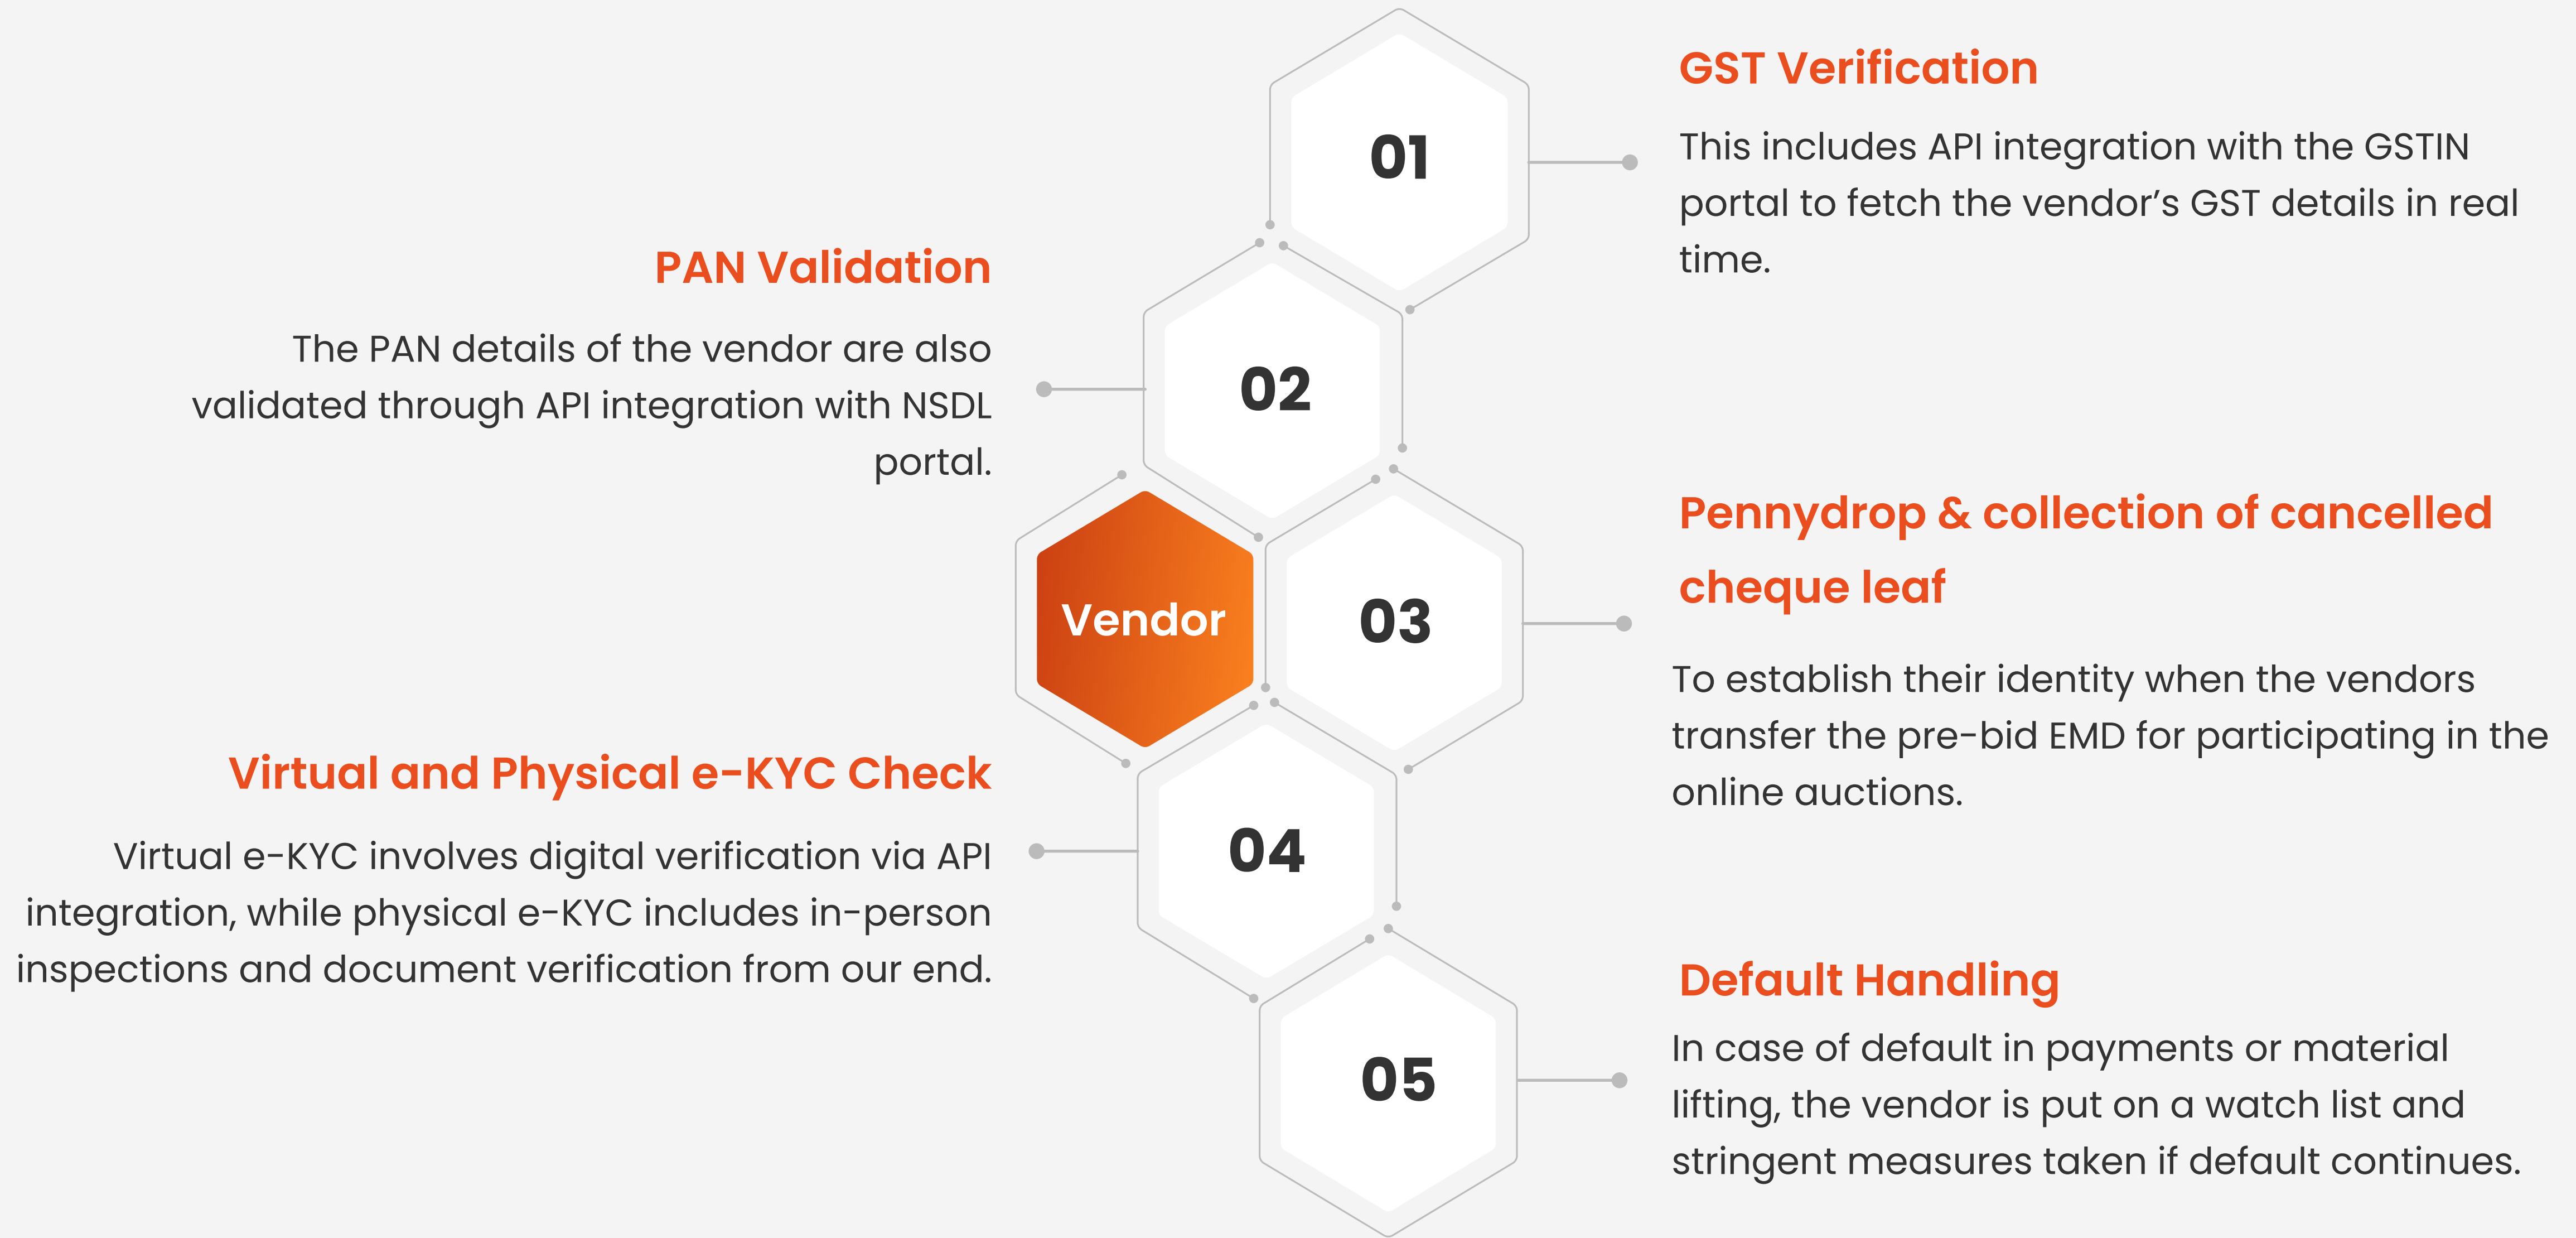 01
GST Verification
This includes API integration with the GSTIN
portal to fetch the vendor’s GST details in real
time.
PAN Validation
The PAN details of the vendor are also
validated through API integration with NSDL
portal.
02
Vendor
03
Pennydrop & collection of cancelled
cheque leaf
To establish their identity when the vendors
transfer the pre-bid EMD for participating in the
online auctions.
Virtual and Physical e-KYC Check
Virtual e-KYC involves digital verification via API
integration, while physical e-KYC includes in-person
inspections and document verification from our end.
04
05
Default Handling
In case of default in payments or material
lifting, the vendor is put on a watch list and
stringent measures taken if default continues.